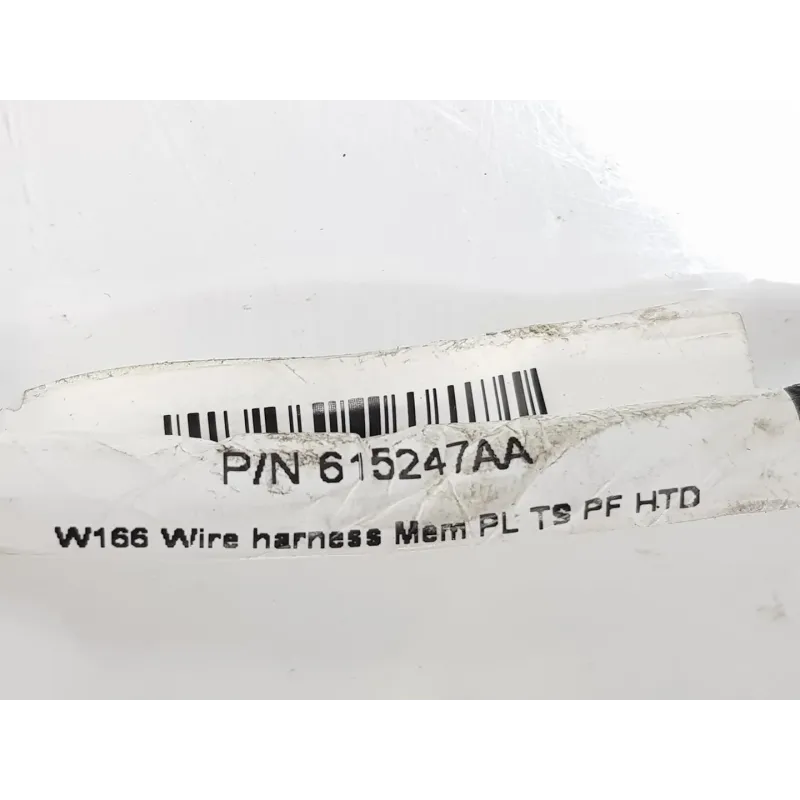 P/N 615247AA
W166 Wire harness Mem PL TS PF HTD